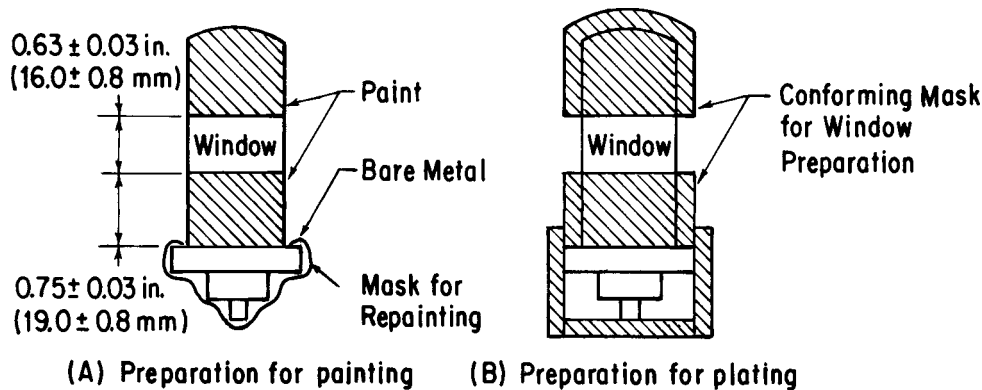 0.63 ± 0.03 in.
(16.0 ± 0.8 mm)
Paint
Window
Bare Metal
0.75 ± 0.03 in.
(19.0 ± 0.8 mm)
Mask for
Repainting
(A) Preparation for painting
Conforming Mask
for Window
Preparation
Window
(B) Preparation for plating